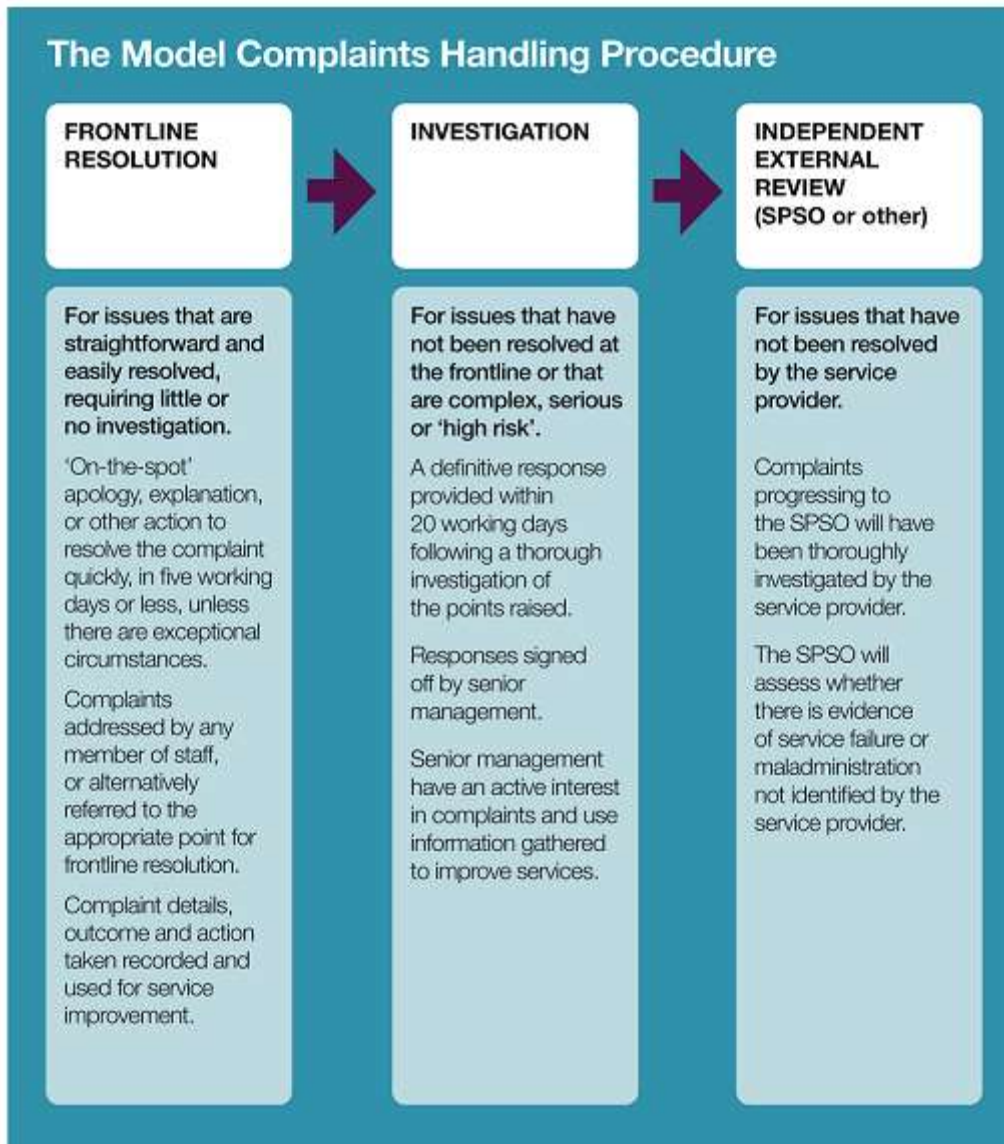 The Model Complaints Handling Procedure
FRONTLINE
RESOLUTION
For issues that are
straightforward and
easily resolved,
requiring little or
no investigation.
‘On-the-spot’
apology, explanation,
or other action to
resolve the complaint
quickly, in five working
days or less, unless
there are exceptional
circumstances.
Complaints
addressed by any
member of staff,
or alternatively
referred to the
appropriate point for
frontline resolution.
Complaint details,
outcome and action
taken recorded and
used for service
improvement.
INVESTIGATION
For issues that have
not been resolved at
the frontline or that
are complex, serious
or ‘high risk’.
A definitive response
provided within
20 working days
following a thorough
investigation of
the points raised.
Responses signed
off by senior
management.
Senior management
have an active interest
in complaints and use
information gathered
to improve services.
INDEPENDENT
EXTERNAL
REVIEW
(SPSO or other)
For issues that have
not been resolved
by the service
provider.
Complaints
progressing to
the SPSO will have
been thoroughly
investigated by the
service provider.
The SPSO will
assess whether
there is evidence
of service failure or
maladministration
not identified by the
service provider.